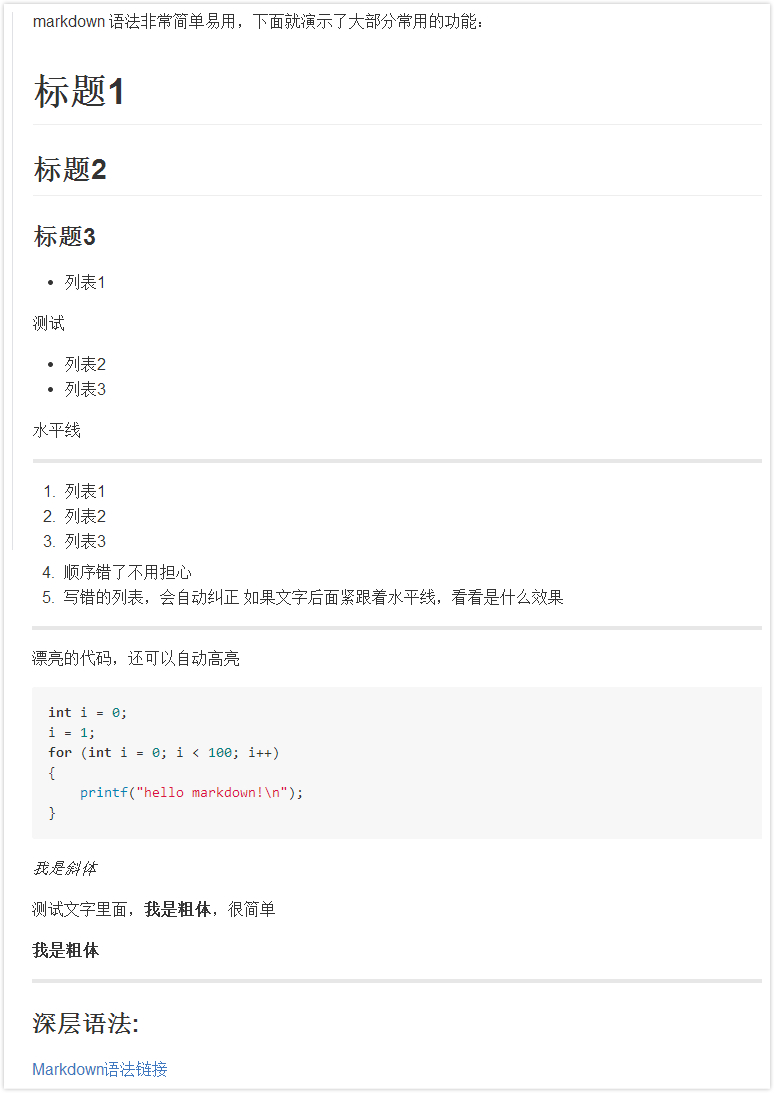 markdown 语法非常简单易用，下面就演示了大部分常用的功能：
标题1
标题2
标题3
• 列表1
测试
• 列表2
• 列表3
水平线
1. 列表1
2. 列表2
3. 列表3
4. 顺序错了不用担心
5. 写错的列表，会自动纠正 如果文字后面紧跟着水平线，看看是什么效果
漂亮的代码，还可以自动高亮
int i = 0;
i = 1;
for (int i = 0; i < 100; i++)
{
    printf("hello markdown!\n");
}
我是斜体
测试文字里面，我是粗体，很简单
我是粗体
深层语法:
Markdown语法链接